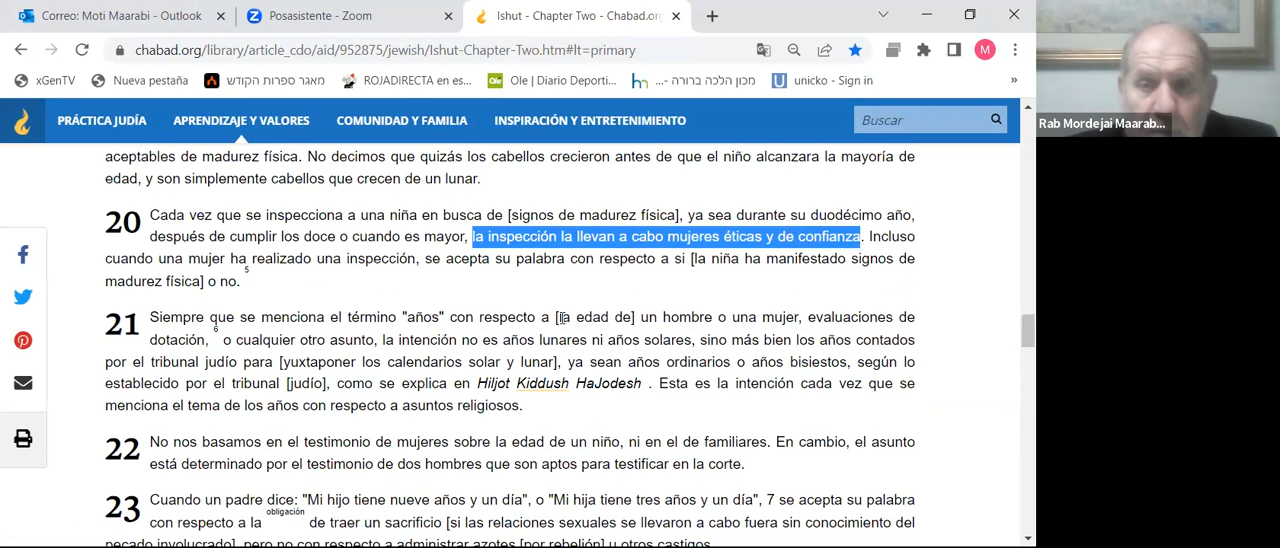 Correo: Moti Maarabi - Outlook
Posasistente - Zoom
Ishut - Chapter Two - Chabad.org
chabad.org/library/article_cdo/aid/952875/jewish/Ishut-Chapter-Two.htm#lt=primary
M
xGenTV
Nueva pestaña
מאגר ספרות הקודש
ROJADIRECTA en es...
Ole | Diario Deporti...
מכון הלכה ברורה -...
unicko - Sign in
»
PRÁCTICA JUDÍA
APRENDIZAJE Y VALORES
COMUNIDAD Y FAMILIA
INSPIRACIÓN Y ENTRETENIMIENTO
Buscar
Rab Mordejai Maarab...
aceptables de madurez física. No decimos que quizás los cabellos crecieron antes de que el niño alcanzara la mayoría de
edad, y son simplemente cabellos que crecen de un lunar.
20 Cada vez que se inspecciona a una niña en busca de [signos de madurez física], ya sea durante su duodécimo año,
después de cumplir los doce o cuando es mayor, la inspección la llevan a cabo mujeres éticas y de confianza. Incluso
cuando una mujer ha realizado una inspección, se acepta su palabra con respecto a si [la niña ha manifestado signos de
5
madurez física] o no.
21 Siempre que se menciona el término "años" con respecto a [la edad de] un hombre o una mujer, evaluaciones de
6
dotación, o cualquier otro asunto, la intención no es años lunares ni años solares, sino más bien los años contados
por el tribunal judío para [yuxtaponer los calendarios solar y lunar], ya sean años ordinarios o años bisiestos, según lo
establecido por el tribunal [judío], como se explica en Hiljot Kiddush HaJodesh . Esta es la intención cada vez que se
menciona el tema de los años con respecto a asuntos religiosos.
22 No nos basamos en el testimonio de mujeres sobre la edad de un niño, ni en el de familiares. En cambio, el asunto
está determinado por el testimonio de dos hombres que son aptos para testificar en la corte.
23 Cuando un padre dice: "Mi hijo tiene nueve años y un día", o "Mi hija tiene tres años y un día", 7 se acepta su palabra
obligación
con respecto a la de traer un sacrificio [si las relaciones sexuales se llevaron a cabo fuera sin conocimiento del
pecado involucrado], pero no con respecto a administrar azotes [por rebelión] u otros castigos.